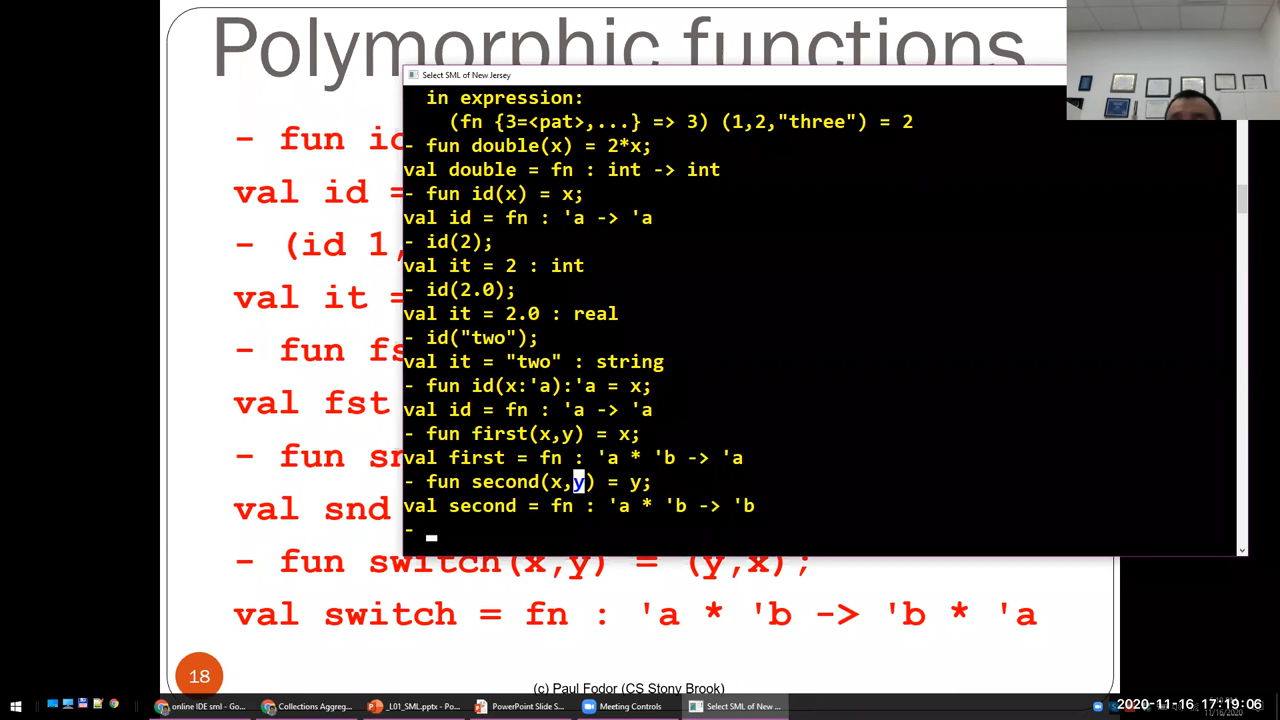 Polymorphic functions
- fun id
val id =
- (id 1,
val it =
- fun fs
val fst
- fun sn
val snd
- fun switch(x,y) = (y,x);
val switch = fn : 'a * 'b -> 'b * 'a
18
(c) Paul Fodor (CS Stony Brook)
Select SML of New Jersey
in expression:
(fn {3=<pat>,...} => 3) (1,2,"three") = 2
- fun double(x) = 2*x;
val double = fn : int -> int
- fun id(x) = x;
val id = fn : 'a -> 'a
- id(2);
val it = 2 : int
- id(2.0);
val it = 2.0 : real
- id("two");
val it = "two" : string
- fun id(x:'a):'a = x;
val id = fn : 'a -> 'a
- fun first(x,y) = x;
val first = fn : 'a * 'b -> 'a
- fun second(x,y) = y;
val second = fn : 'a * 'b -> 'b
-
online IDE sml - Go...
Collections Aggreg...
_L01_SML.pptx - Po...
PowerPoint Slide S...
Meeting Controls
Select SML of New ...
2020-11-16 17:19:06